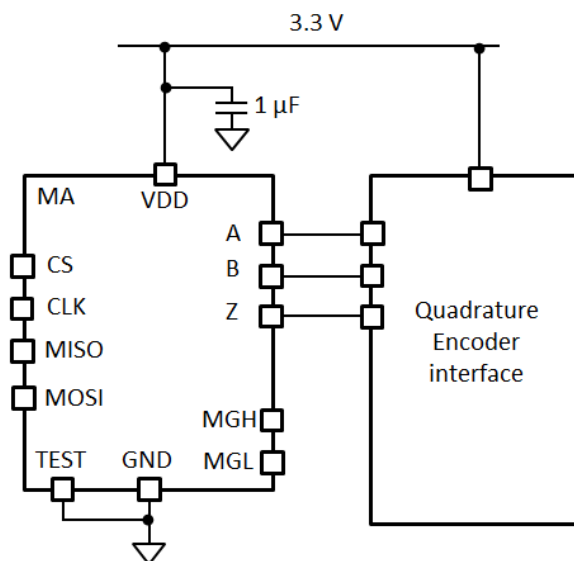 3.3 V
1 µF
MA
VDD
A
B
Z
CS
CLK
MISO
MOSI
MGH
MGL
TEST
GND
Quadrature
Encoder
interface